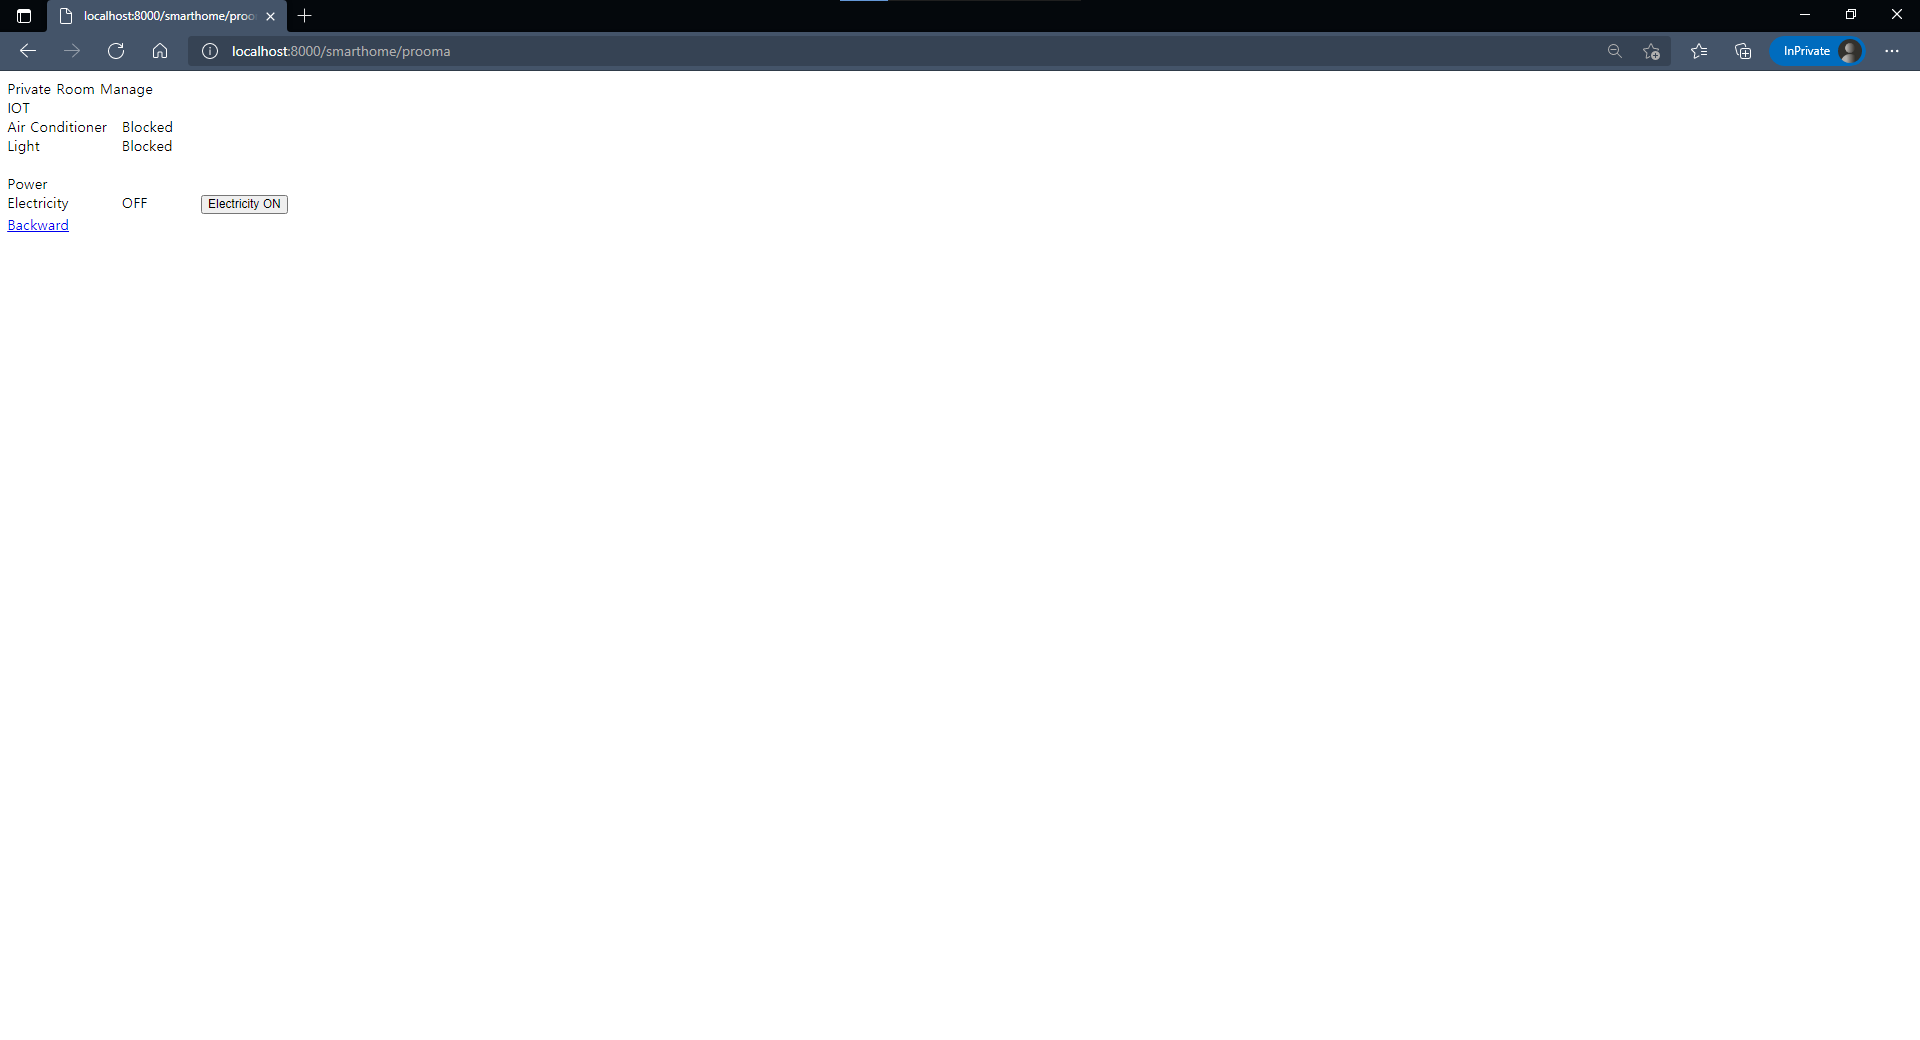 localhost:8000/smarthome/proo
localhost:8000/smarthome/prooma
InPrivate
Private Room Manage
IOT
Air Conditioner Blocked
Light Blocked
Power
Electricity OFF Electricity ON
Backward